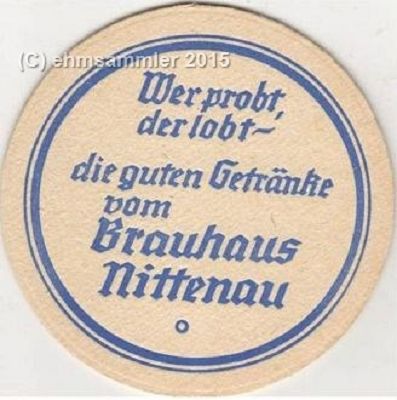 (C) ehmsammler 2015
Wer probt,
der lobt~
die guten Getränke
vom
Brauhaus
Nittenau